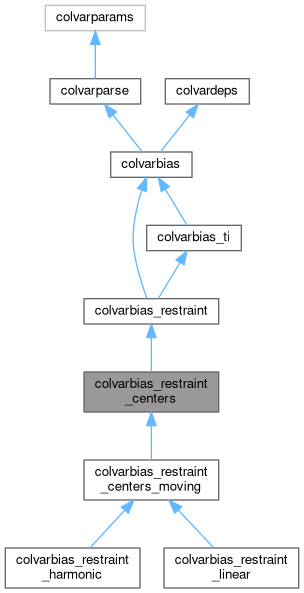 colvarparams
colvarparse
colvardeps
colvarbias
colvarbias_ti
colvarbias_restraint
colvarbias_restraint
_centers
colvarbias_restraint
_centers_moving
colvarbias_restraint
_harmonic
colvarbias_restraint
_linear